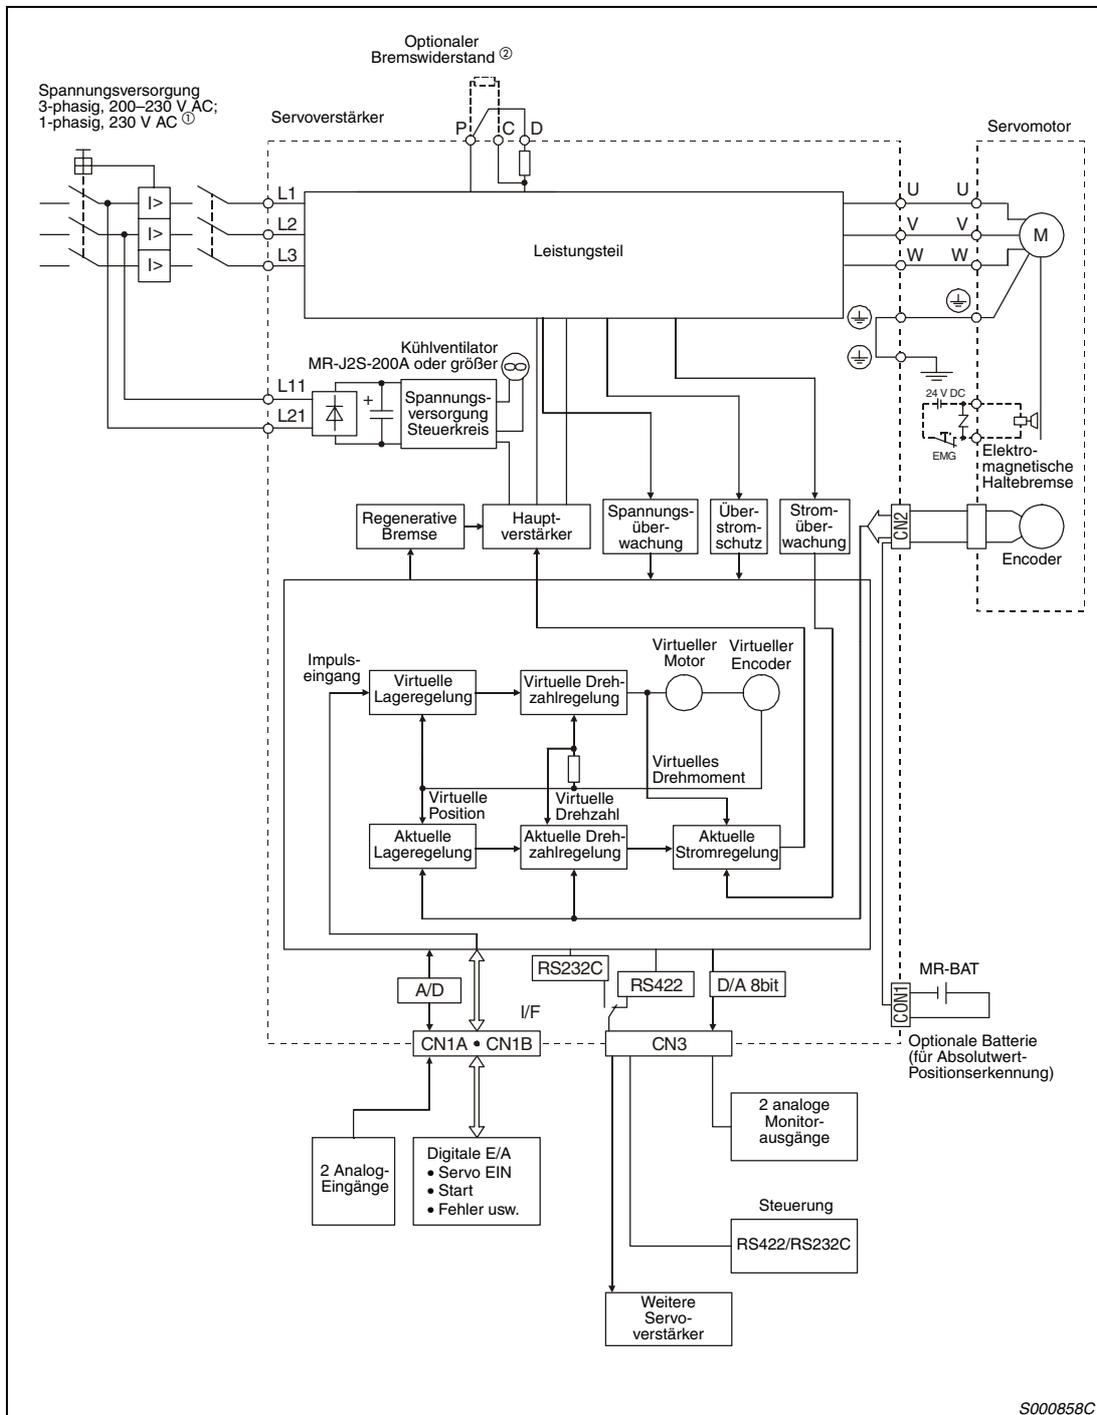 Optionaler
Bremswiderstand ②
Spannungsversorgung
3-phasig, 200–230 V AC;
1-phasig, 230 V AC ①
Servoverstärker
P C D
Servomotor
L1
L2
L3
I>
I>
I>
Leistungsteil
U U
V V
W W
M
Kühlventilator
MR-J2S-200A oder größer
L11
L21
+
Spannungs-
versorgung
Steuerkreis
24 V DC
EMG
Elektro-
magnetische
Haltebremse
Regenerative
Bremse
Haupt-
verstärker
Spannungs-
über-
wachung
Über-
strom-
schutz
Strom-
über-
wachung
CN2
Encoder
Impuls-
eingang
Virtuelle
Lageregelung
Virtuelle Dreh-
zahlregelung
Virtueller
Motor
Virtueller
Encoder
Virtuelles
Drehmoment
Virtuelle
Position
Virtuelle
Drehzahl
Aktuelle
Lageregelung
Aktuelle Dreh-
zahlregelung
Aktuelle
Stromregelung
RS232C
RS422
D/A 8bit
A/D
I/F
CN1A • CN1B
CN3
CON1
MR-BAT
Optionale Batterie
(für Absolutwert-
Positionserkennung)
2 analoge
Monitor-
ausgänge
2 Analog-
Eingänge
Digitale E/A
• Servo EIN
• Start
• Fehler usw.
Steuerung
RS422/RS232C
Weitere
Servo-
verstärker
S000858C